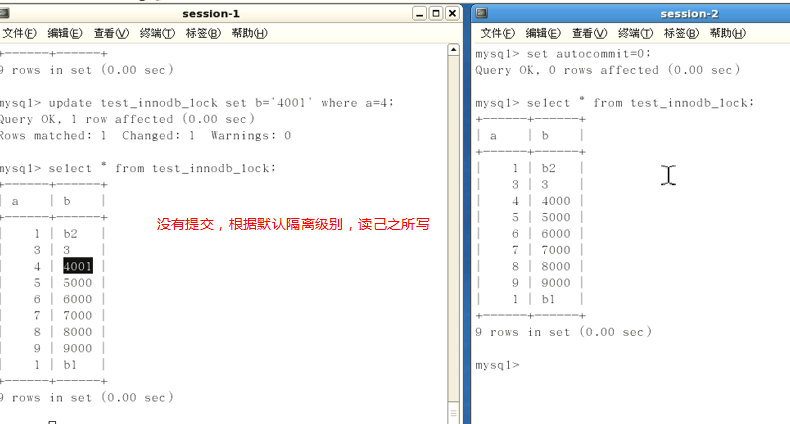 session-1
文件(F) 编辑(E) 查看(V) 终端(T) 标签(B) 帮助(H)
+------+------+
9 rows in set (0.00 sec)
mysql> update test_innodb_lock set b='4001' where a=4;
Query OK, 1 row affected (0.00 sec)
Rows matched: 1  Changed: 1  Warnings: 0
mysql> select * from test_innodb_lock;
+------+------+
| a    | b    |
+------+------+
|    1 | b2   |
|    3 | 3    |
|    4 | 4001 |
|    5 | 5000 |
|    6 | 6000 |
|    7 | 7000 |
|    8 | 8000 |
|    9 | 9000 |
|    1 | b1   |
+------+------+
9 rows in set (0.00 sec)
没有提交，根据默认隔离级别，读己之所写
session-2
文件(F) 编辑(E) 查看(V) 终端(T) 标签(B) 帮助(H)
mysql> set autocommit=0;
Query OK, 0 rows affected (0.00 sec)
mysql> select * from test_innodb_lock;
+------+------+
| a    | b    |
+------+------+
|    1 | b2   |
|    3 | 3    |
|    4 | 4000 |
|    5 | 5000 |
|    6 | 6000 |
|    7 | 7000 |
|    8 | 8000 |
|    9 | 9000 |
|    1 | b1   |
+------+------+
9 rows in set (0.00 sec)
mysql>